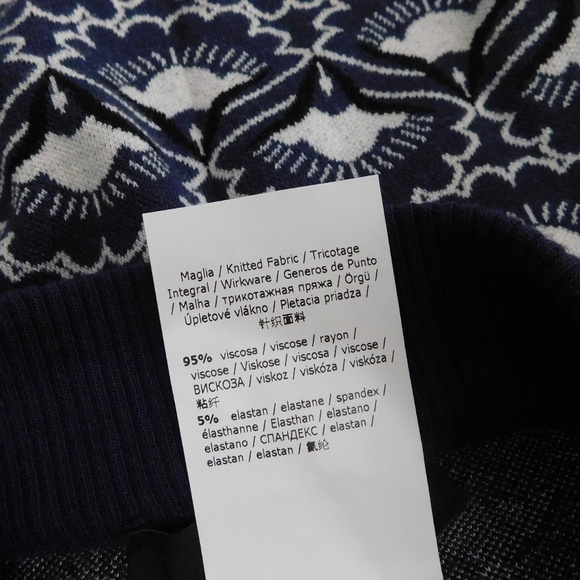 Maglia / Knitted Fabric / Tricotage
Integral / Wirkware / Generos de Punto
/ Malha / трикотажная пряжа / Örgü /
Úpletové vlákno / Pletacia priadza /
针织面料
95% viscosa / viscose / rayon /
viscose / Viskose / viscosa / viscose /
ВИСКОЗА / viskoz / viskóza / viskóza /
粘纤
5% elastan / elastane / spandex /
élasthanne / Elasthan / elastano /
elastano / СПАНДЕКС / elastan /
elastan / elastan / 氨纶